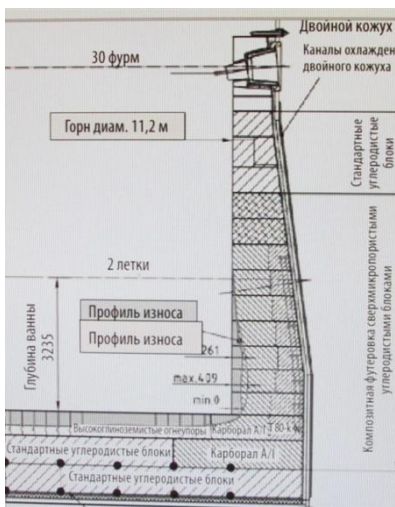 Двойной кожух
30 фурм
Каналы охлажден
двойного кожуха
Горн диам. 11,2 м
Стандартные
углеродистые
блоки
2 летки
Глубина ванны
3235
Профиль износа
Профиль износа
261
max.409
min 0
Композитная футеровка сверхмикропористыми
углеродистыми блоками
Высокоглиноземистые огнеупоры
Карборал А/I
Стандартные углеродистые блоки
Карборал А/I
Стандартные углеродистые блоки